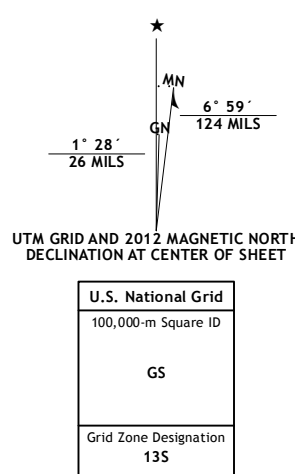 ★
MN
GN
6° 59´
124 MILS
1° 28´
26 MILS
UTM GRID AND 2012 MAGNETIC NORTH
DECLINATION AT CENTER OF SHEET
U.S. National Grid
100,000-m Square ID
GS
Grid Zone Designation
13S